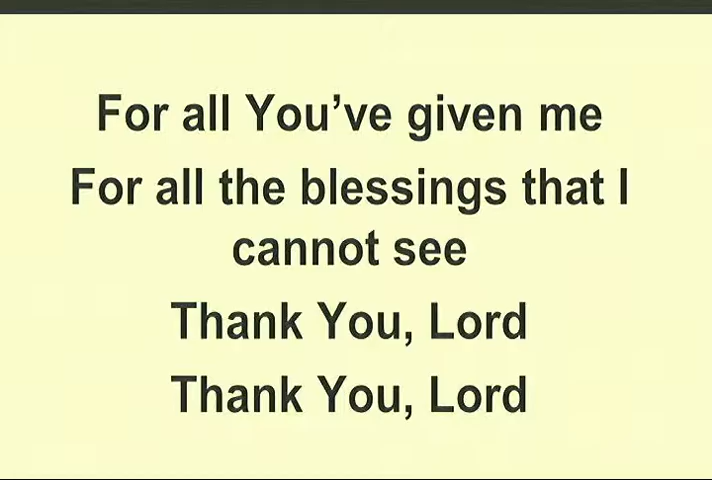 For all You’ve given me
For all the blessings that I
cannot see
Thank You, Lord
Thank You, Lord